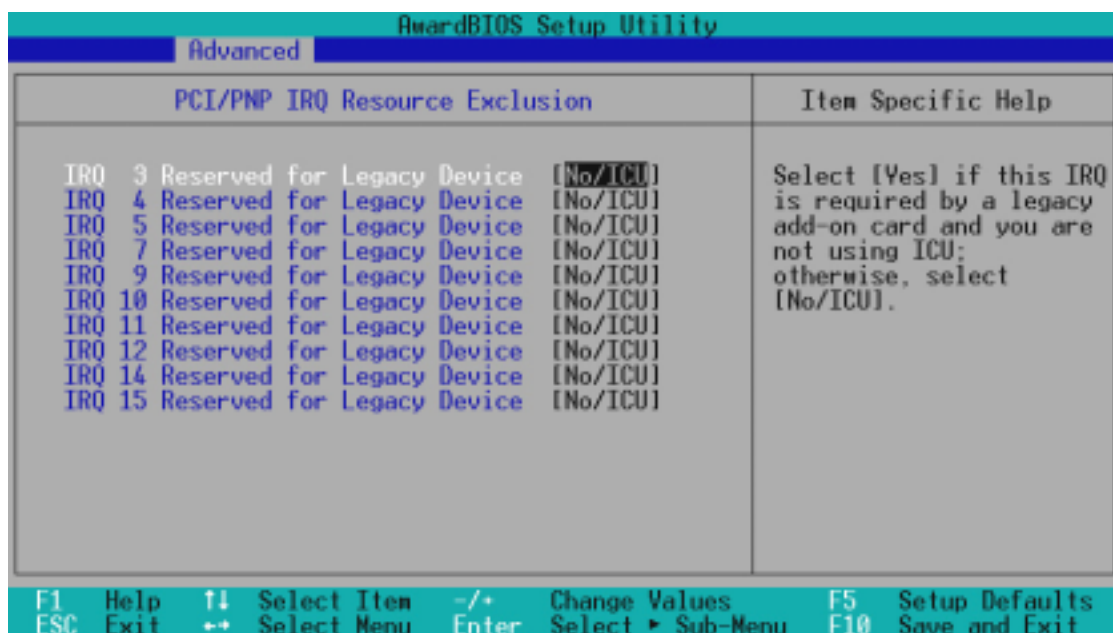 AwardBIOS Setup Utility
Advanced
PCI/PNP IRQ Resource Exclusion
Item Specific Help
IRQ 3 Reserved for Legacy Device [No/ICU]
IRQ 4 Reserved for Legacy Device [No/ICU]
IRQ 5 Reserved for Legacy Device [No/ICU]
IRQ 7 Reserved for Legacy Device [No/ICU]
IRQ 9 Reserved for Legacy Device [No/ICU]
IRQ 10 Reserved for Legacy Device [No/ICU]
IRQ 11 Reserved for Legacy Device [No/ICU]
IRQ 12 Reserved for Legacy Device [No/ICU]
IRQ 14 Reserved for Legacy Device [No/ICU]
IRQ 15 Reserved for Legacy Device [No/ICU]
Select [Yes] if this IRQ
is required by a legacy
add-on card and you are
not using ICU;
otherwise, select
[No/ICU].
F1 Help ↑↓ Select Item -/+ Change Values F5 Setup Defaults
ESC Exit ←→ Select Menu Enter Select ► Sub-Menu F10 Save and Exit